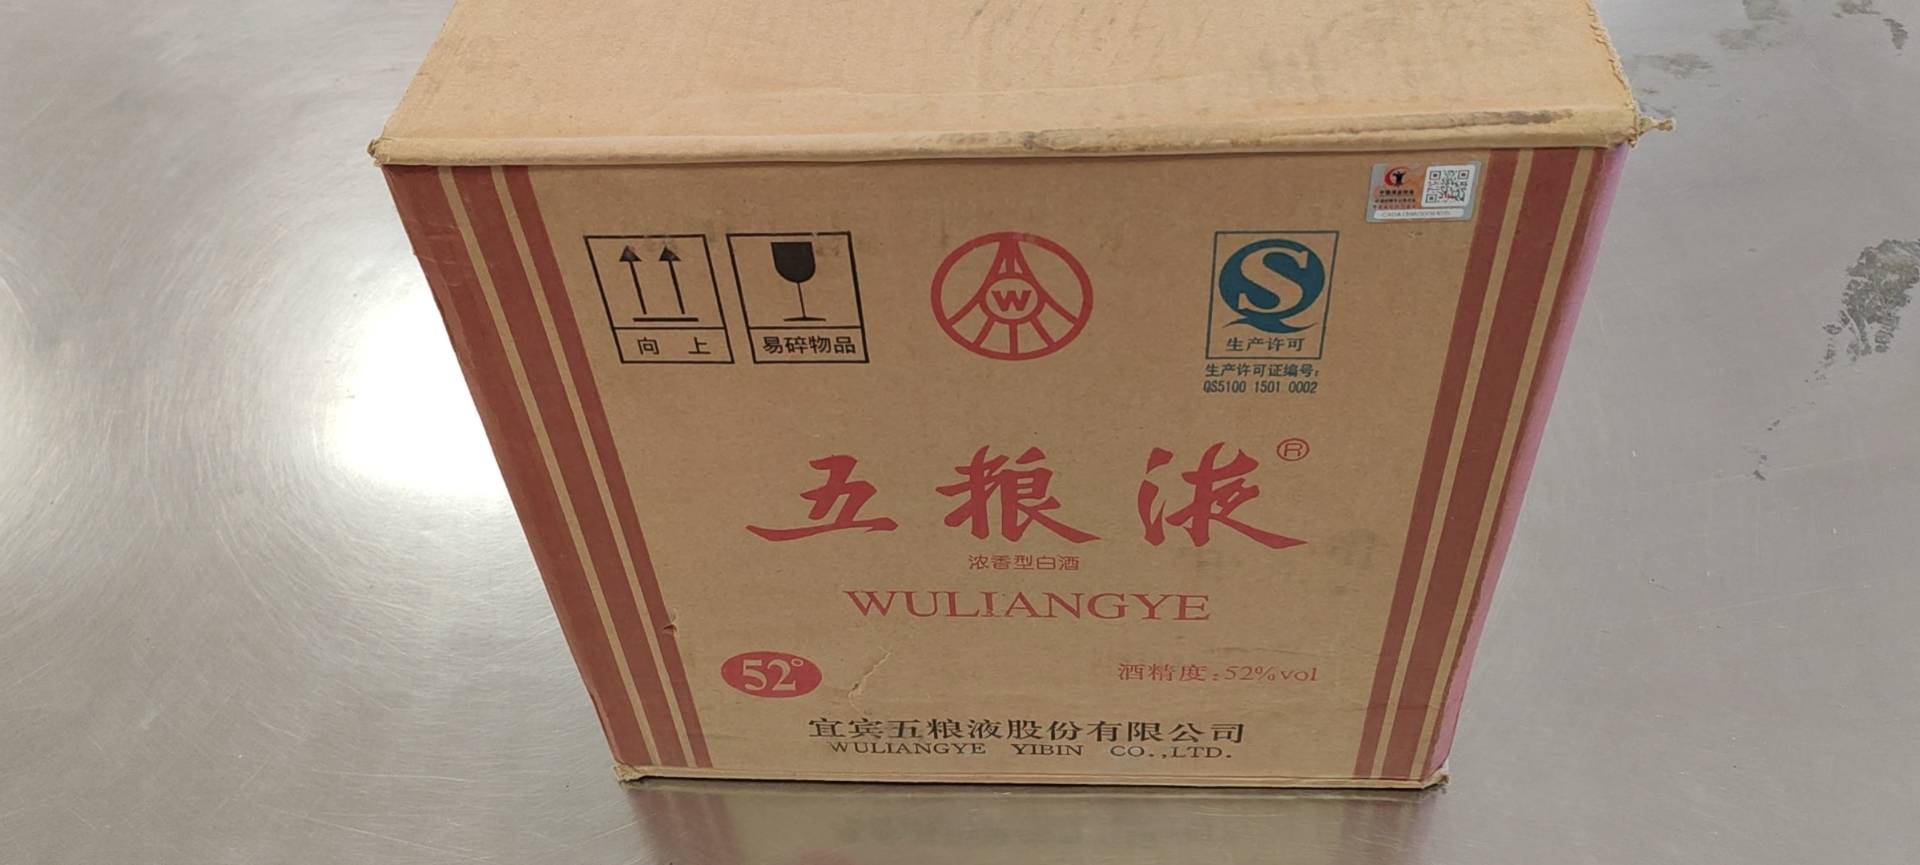 向 上
易碎物品
W
S
生产许可
生产许可证编号:
QS5100 1501 0002
五粮液®
浓香型白酒
WULIANGYE
52°
酒精度:52%vol
宜宾五粮液股份有限公司
WULIANGYE YIBIN CO.,LTD.